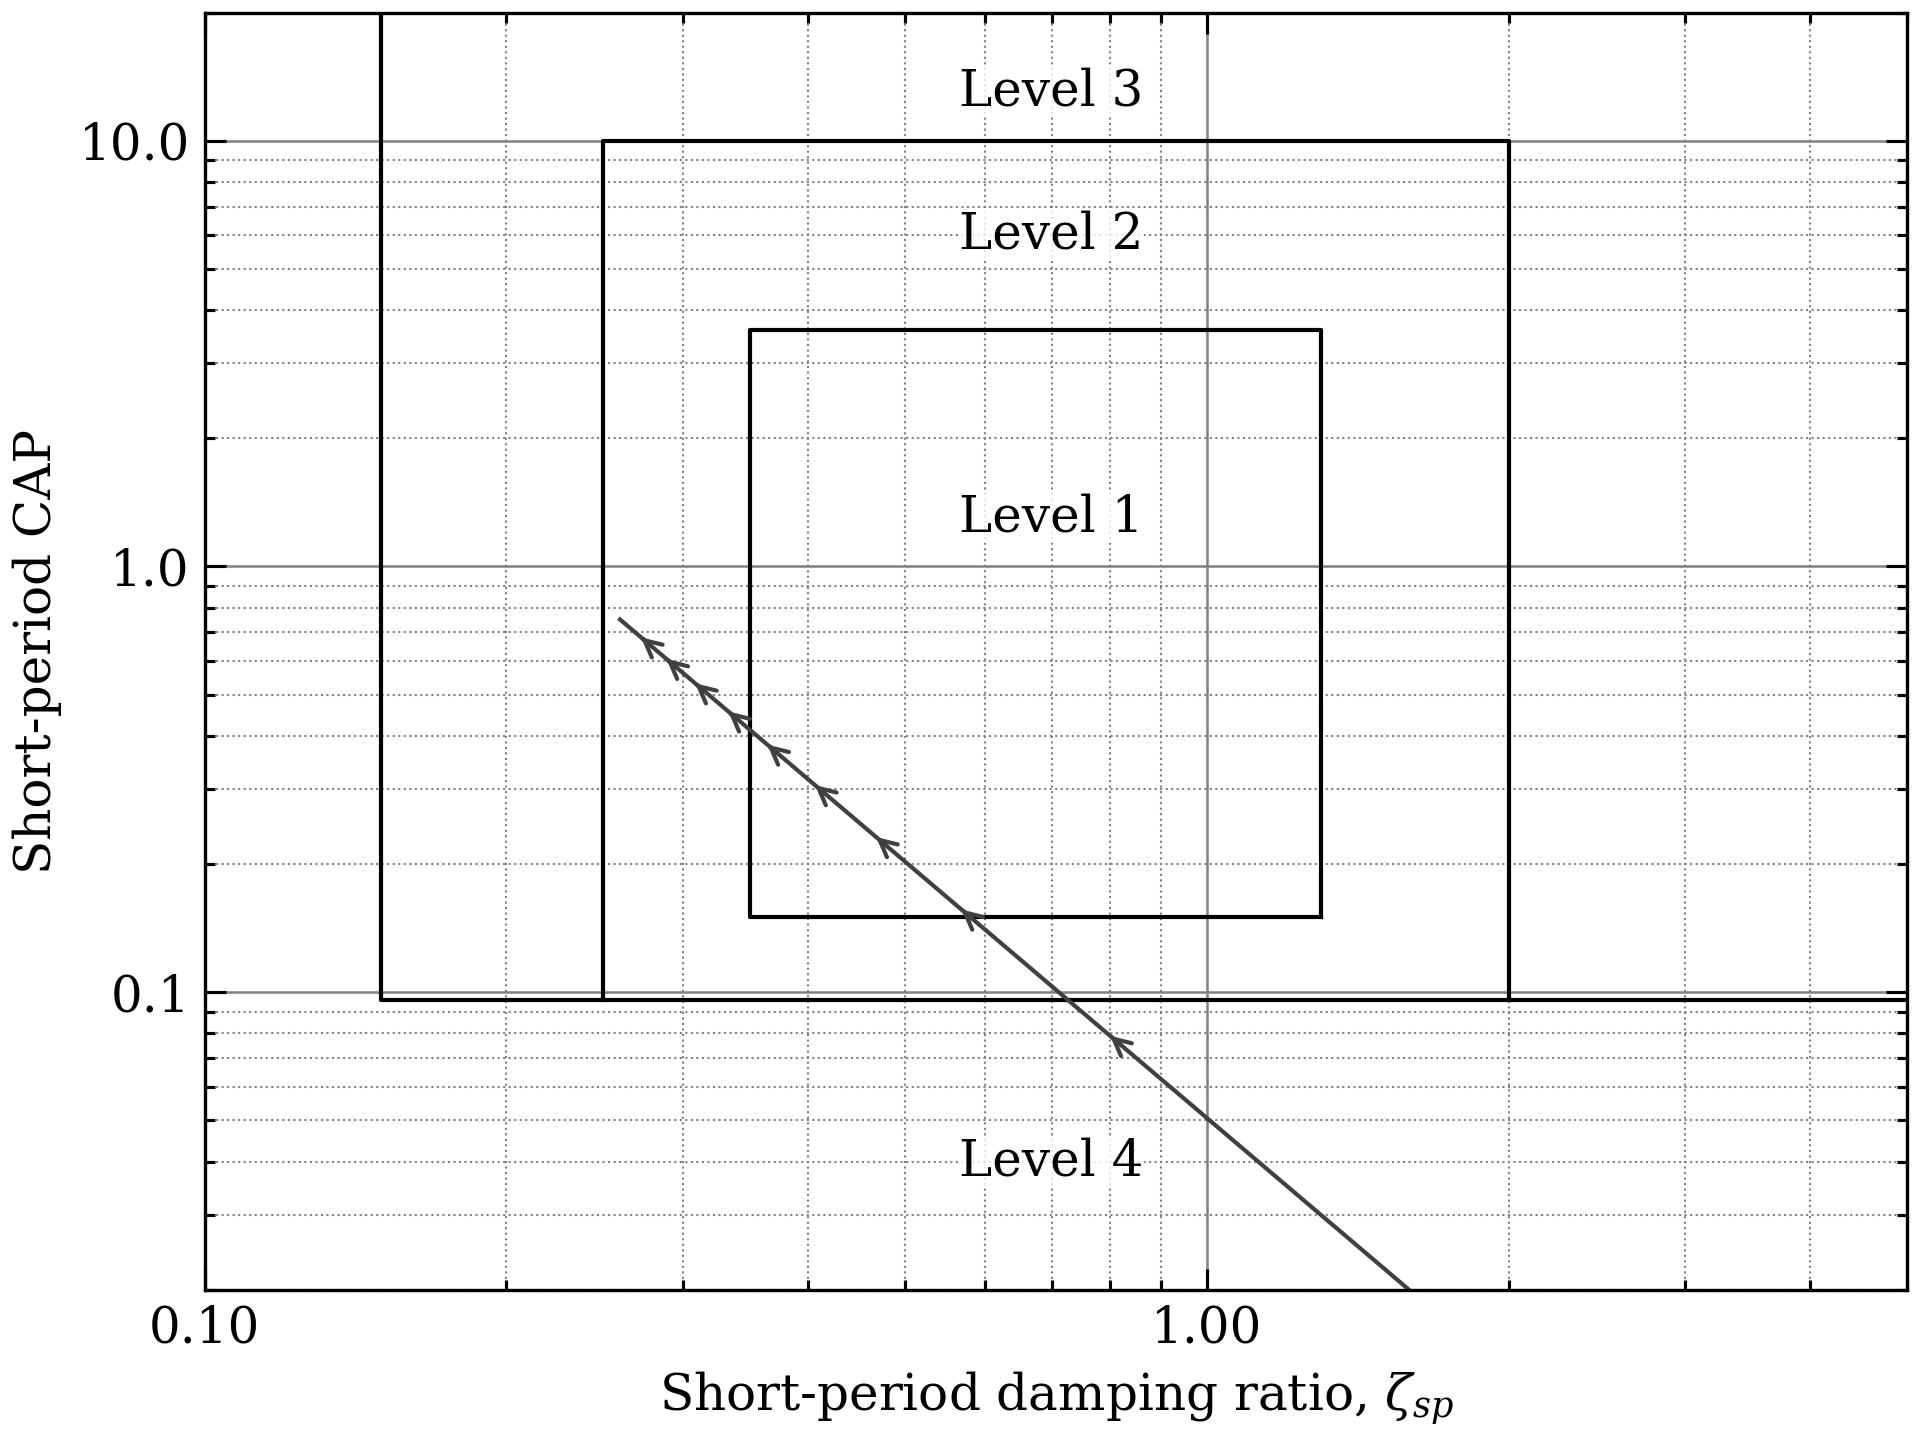 Level 3
10.0
Level 2
Level 1
1.0
0.1
Level 4
0.10
1.00
Short-period CAP
Short-period damping ratio, ζsp